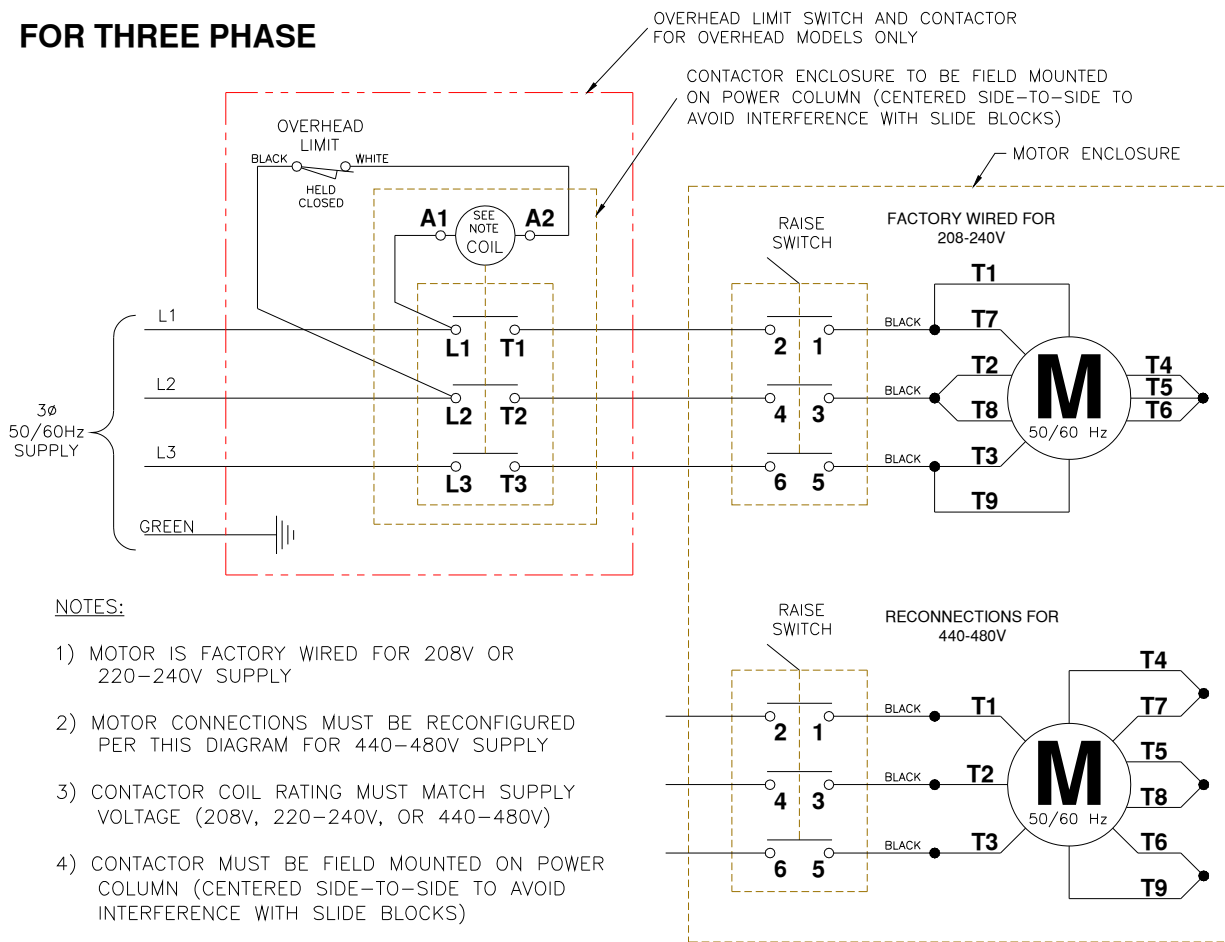 FOR THREE PHASE
OVERHEAD LIMIT SWITCH AND CONTACTOR
FOR OVERHEAD MODELS ONLY
CONTACTOR ENCLOSURE TO BE FIELD MOUNTED
ON POWER COLUMN (CENTERED SIDE-TO-SIDE TO
AVOID INTERFERENCE WITH SLIDE BLOCKS)
MOTOR ENCLOSURE
OVERHEAD
LIMIT
BLACK
WHITE
HELD
CLOSED
A1
SEE
NOTE
COIL
A2
RAISE
SWITCH
FACTORY WIRED FOR
208-240V
3ø
50/60Hz
SUPPLY
L1
L2
L3
GREEN
L1 T1
L2 T2
L3 T3
2 1
4 3
6 5
BLACK
BLACK
BLACK
T1
T7
T2
T8
T3
T9
M
50/60 Hz
T4
T5
T6
NOTES:
1) MOTOR IS FACTORY WIRED FOR 208V OR
220-240V SUPPLY
2) MOTOR CONNECTIONS MUST BE RECONFIGURED
PER THIS DIAGRAM FOR 440-480V SUPPLY
3) CONTACTOR COIL RATING MUST MATCH SUPPLY
VOLTAGE (208V, 220-240V, OR 440-480V)
4) CONTACTOR MUST BE FIELD MOUNTED ON POWER
COLUMN (CENTERED SIDE-TO-SIDE TO AVOID
INTERFERENCE WITH SLIDE BLOCKS)
RAISE
SWITCH
RECONNECTIONS FOR
440-480V
2 1
4 3
6 5
BLACK
BLACK
BLACK
T1
T2
T3
M
50/60 Hz
T4
T7
T5
T8
T6
T9